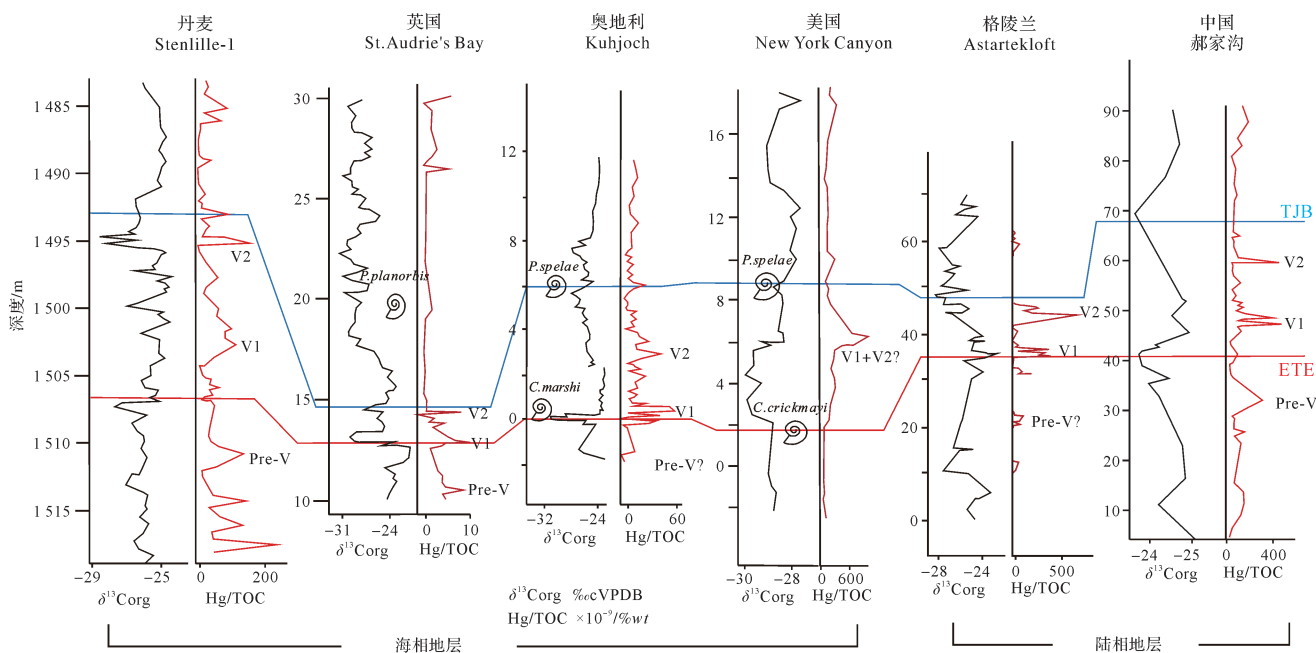 丹麦
Stenlille-1
英国
St.Audrie's Bay
奥地利
Kuhjoch
美国
New York Canyon
格陵兰
Astartekloft
中国
郝家沟
深度/m
1 485
1 490
1 495
1 500
1 505
1 510
1 515
V2
V1
Pre-V
−29
−25
0
200
δ¹³Corg
Hg/TOC
30
25
20
15
10
P.planorbis
V2
V1
Pre-V
−31
−24
0
10
δ¹³Corg
Hg/TOC
12
8
4
0
P.spelae
C.marshi
V2
V1
Pre-V?
−32
−24
0
60
δ¹³Corg
Hg/TOC
16
12
8
4
0
P.spelae
C.crickmayi
V1+V2?
−30
−28
0
600
δ¹³Corg
Hg/TOC
60
40
20
0
V2
V1
Pre-V?
−28
−24
0
500
δ¹³Corg
Hg/TOC
90
80
70
60
50
40
30
20
10
TJB
V2
V1
ETE
Pre-V
−24
−25
0
400
δ¹³Corg
Hg/TOC
δ¹³Corg ‰cVPDB
Hg/TOC ×10⁻⁹/%wt
海相地层
陆相地层